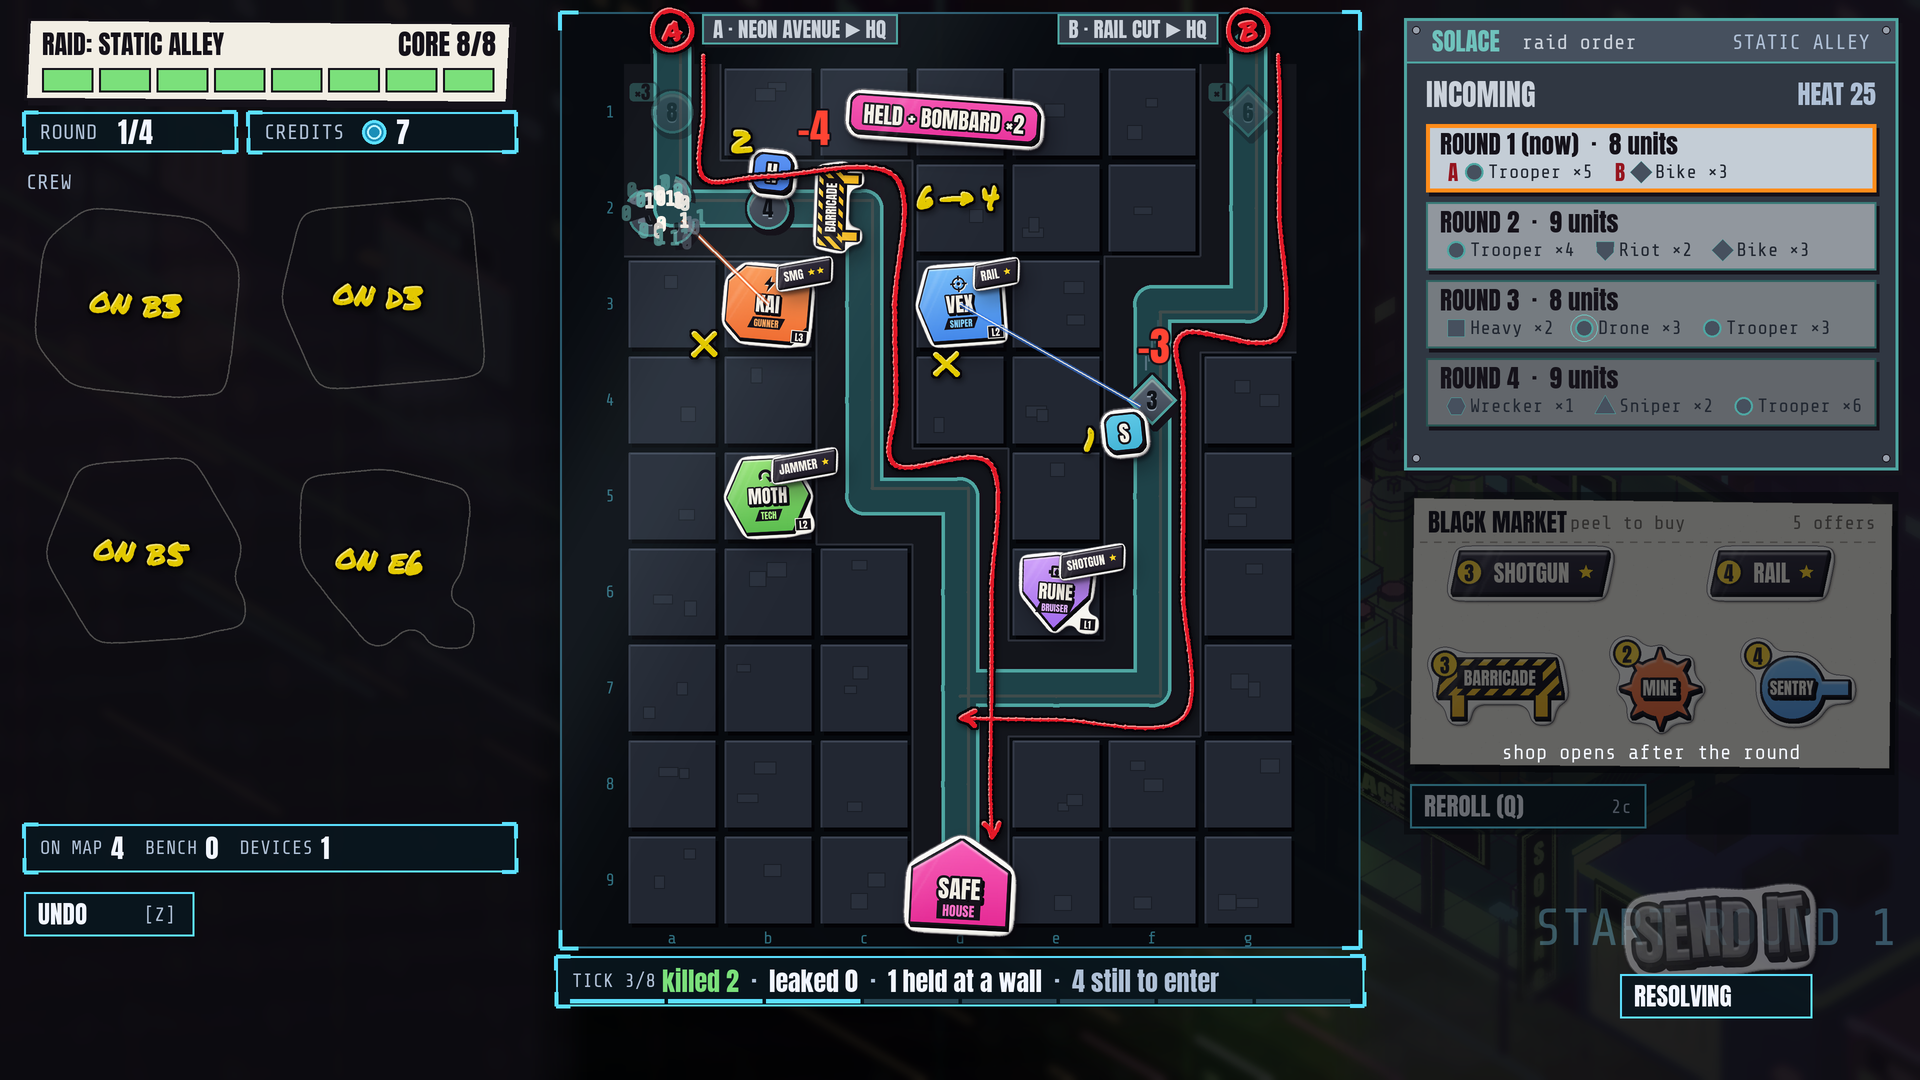 RAID: STATIC ALLEY
CORE 8/8
ROUND 1/4
CREDITS 7
CREW
ON B3
ON D3
ON B5
ON E6
ON MAP 4 BENCH 0 DEVICES 1
UNDO [Z]
A
A · NEON AVENUE ▶ HQ
B · RAIL CUT ▶ HQ
B
1
×3
8
-4
HELD + BOMBARD ×2
×1
6
2
H
2
4
BARRICADE
6→4
3
KAI
GUNNER
SMG ★★
L3
VEX
SNIPER
RAIL ★
L2
-3
4
3
S
1
5
MOTH
TECH
JAMMER ★
L2
6
RUNE
BRUISER
SHOTGUN ★
L1
7
8
9
SAFE
HOUSE
a b c d e f g
TICK 3/8 killed 2 · leaked 0 · 1 held at a wall · 4 still to enter
SOLACE raid order STATIC ALLEY
INCOMING HEAT 25
ROUND 1 (now) · 8 units
A Trooper ×5 B Bike ×3
ROUND 2 · 9 units
Trooper ×4 Riot ×2 Bike ×3
ROUND 3 · 8 units
Heavy ×2 Drone ×3 Trooper ×3
ROUND 4 · 9 units
Wrecker ×1 Sniper ×2 Trooper ×6
BLACK MARKET peel to buy 5 offers
3 SHOTGUN ★
4 RAIL ★
3 BARRICADE
2 MINE
4 SENTRY
shop opens after the round
REROLL (Q) 2c
SEND IT
RESOLVING